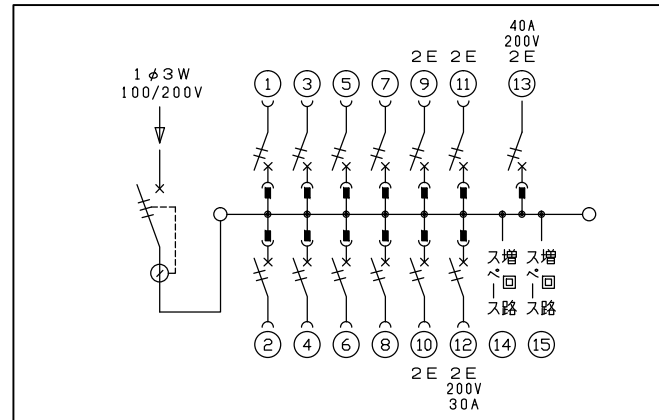 1φ3W
100/200V
40A
200V
2E 2E 2E
① ③ ⑤ ⑦ ⑨ ⑪ ⑬
増回路
スペース
増回路
スペース
② ④ ⑥ ⑧ ⑩ ⑫ ⑭ ⑮
2E 2E
200V
30A